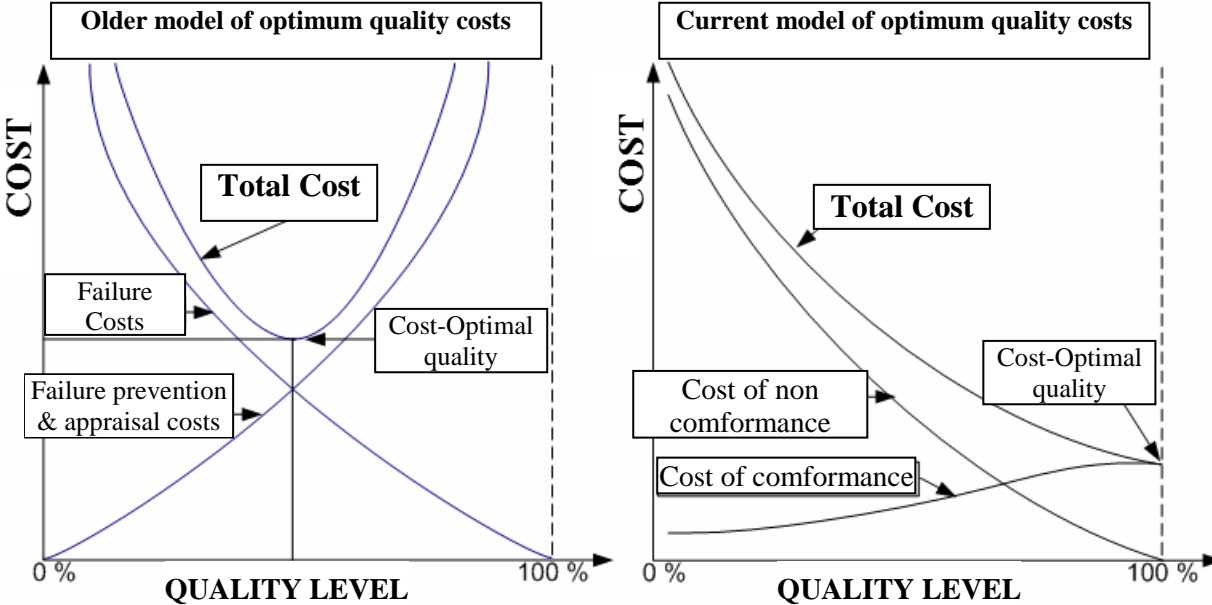 Older model of optimum quality costs
COST
Total Cost
Failure
Costs
Cost-Optimal
quality
Failure prevention
& appraisal costs
0 %
100 %
QUALITY LEVEL
Current model of optimum quality costs
COST
Total Cost
Cost-Optimal
quality
Cost of non
comformance
Cost of comformance
0 %
100 %
QUALITY LEVEL